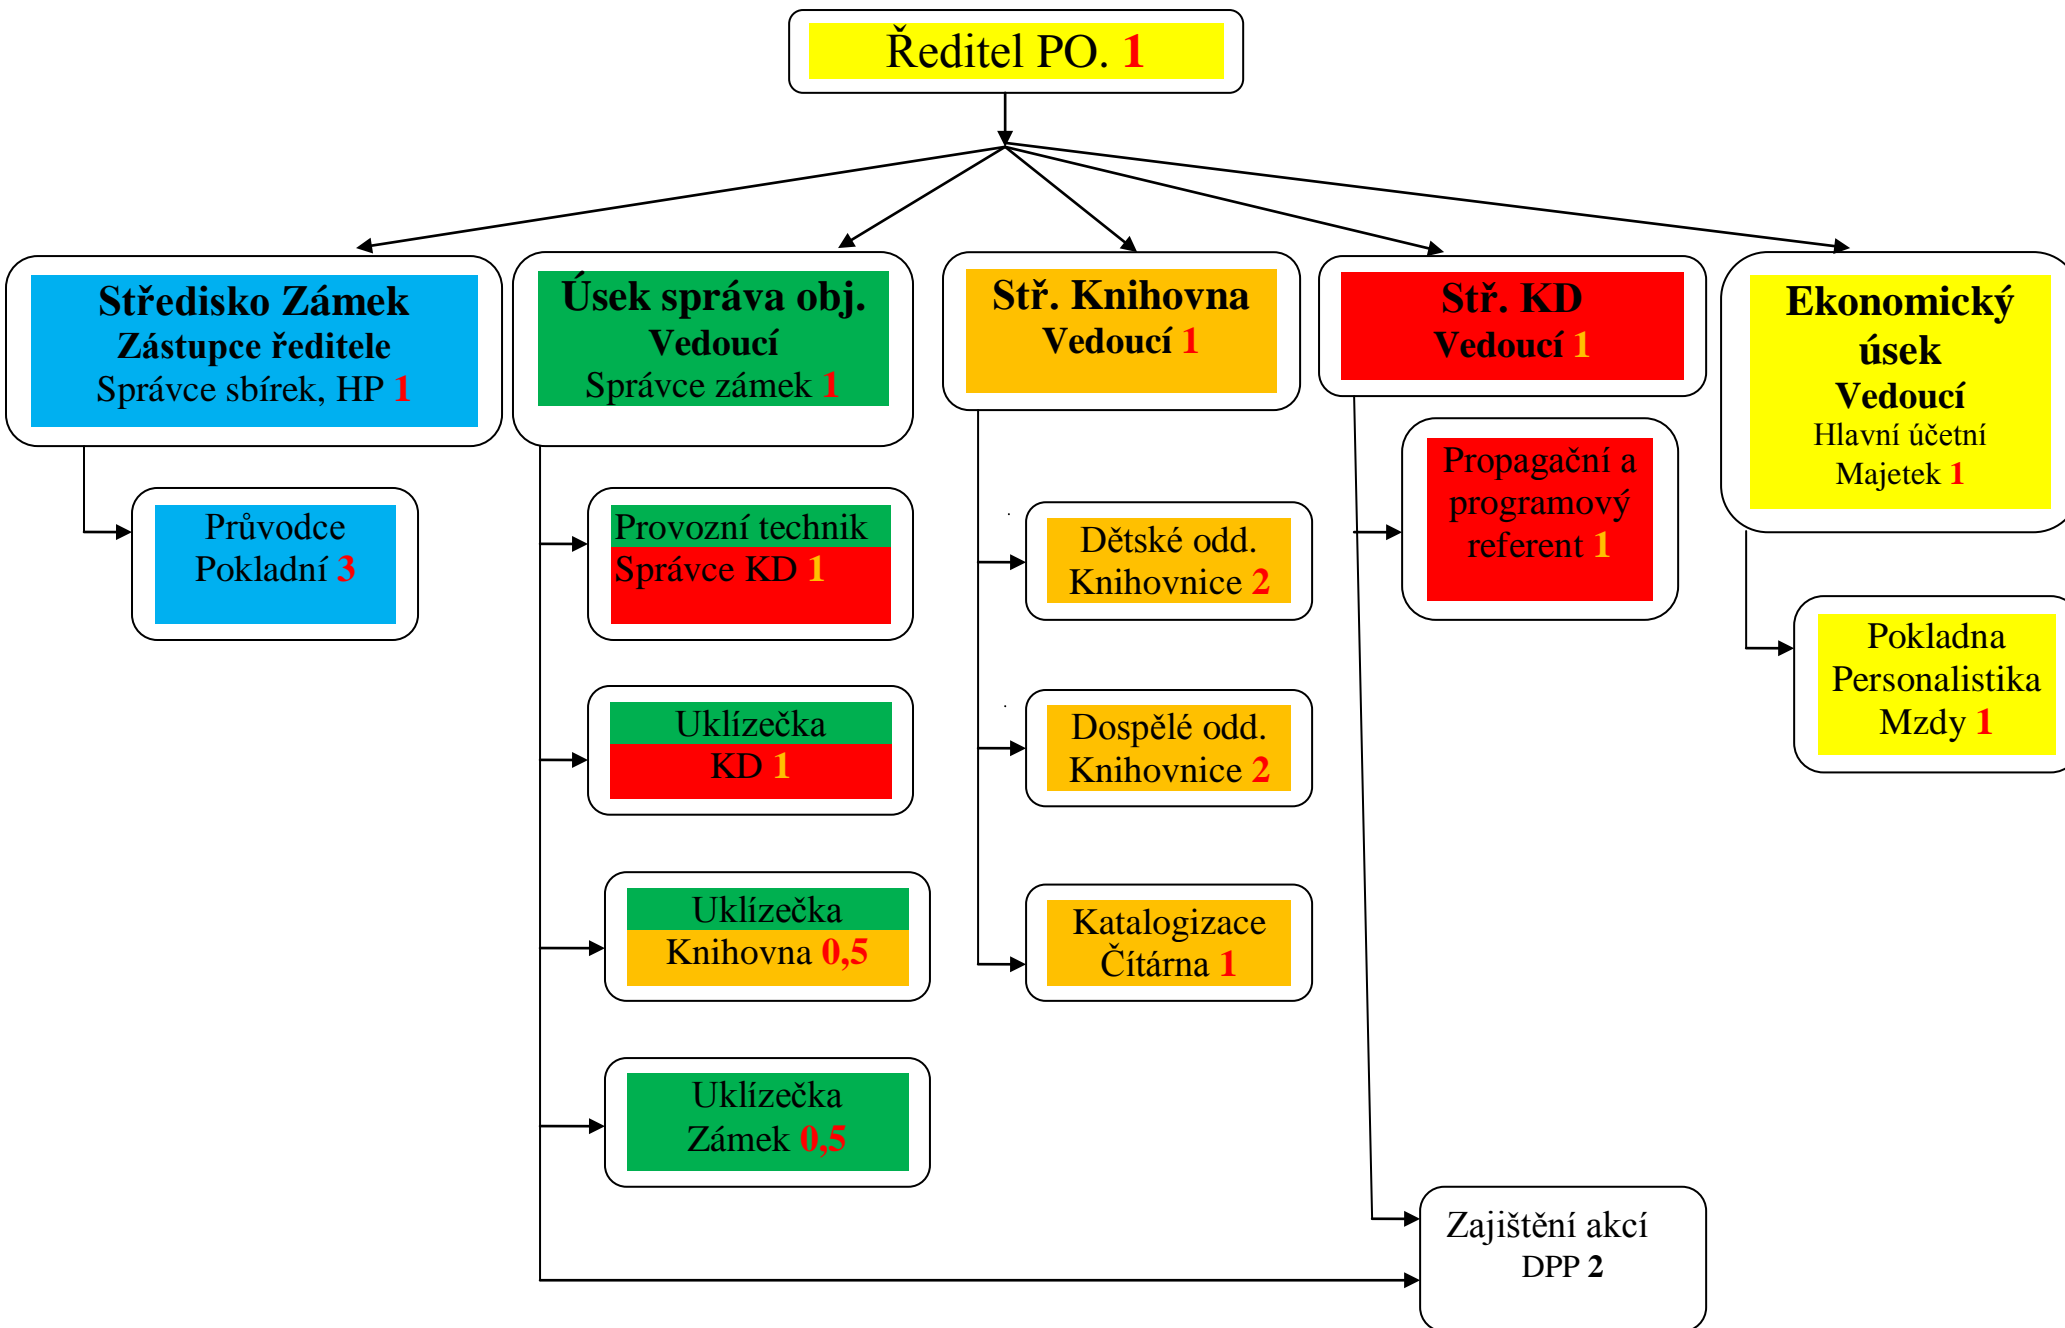 Ředitel PO. 1
Středisko Zámek
Zástupce ředitele
Správce sbírek, HP 1
Úsek správa obj.
Vedoucí
Správce zámek 1
Stř. Knihovna
Vedoucí 1
Stř. KD
Vedoucí 1
Ekonomický
úsek
Vedoucí
Hlavní účetní
Majetek 1
Průvodce
Pokladní 3
Provozní technik
Správce KD 1
Uklízečka
KD 1
Uklízečka
Knihovna 0,5
Uklízečka
Zámek 0,5
Dětské odd.
Knihovnice 2
Dospělé odd.
Knihovnice 2
Katalogizace
Čítárna 1
Propagační a
programový
referent 1
Zajištění akcí
DPP 2
Pokladna
Personalistika
Mzdy 1